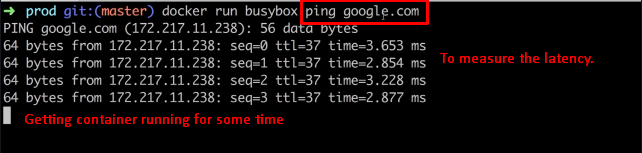 ➜ prod git:(master) docker run busybox ping google.com
PING google.com (172.217.11.238): 56 data bytes
64 bytes from 172.217.11.238: seq=0 ttl=37 time=3.653 ms
64 bytes from 172.217.11.238: seq=1 ttl=37 time=2.854 ms
To measure the latency.
64 bytes from 172.217.11.238: seq=2 ttl=37 time=3.228 ms
64 bytes from 172.217.11.238: seq=3 ttl=37 time=2.877 ms
Getting container running for some time